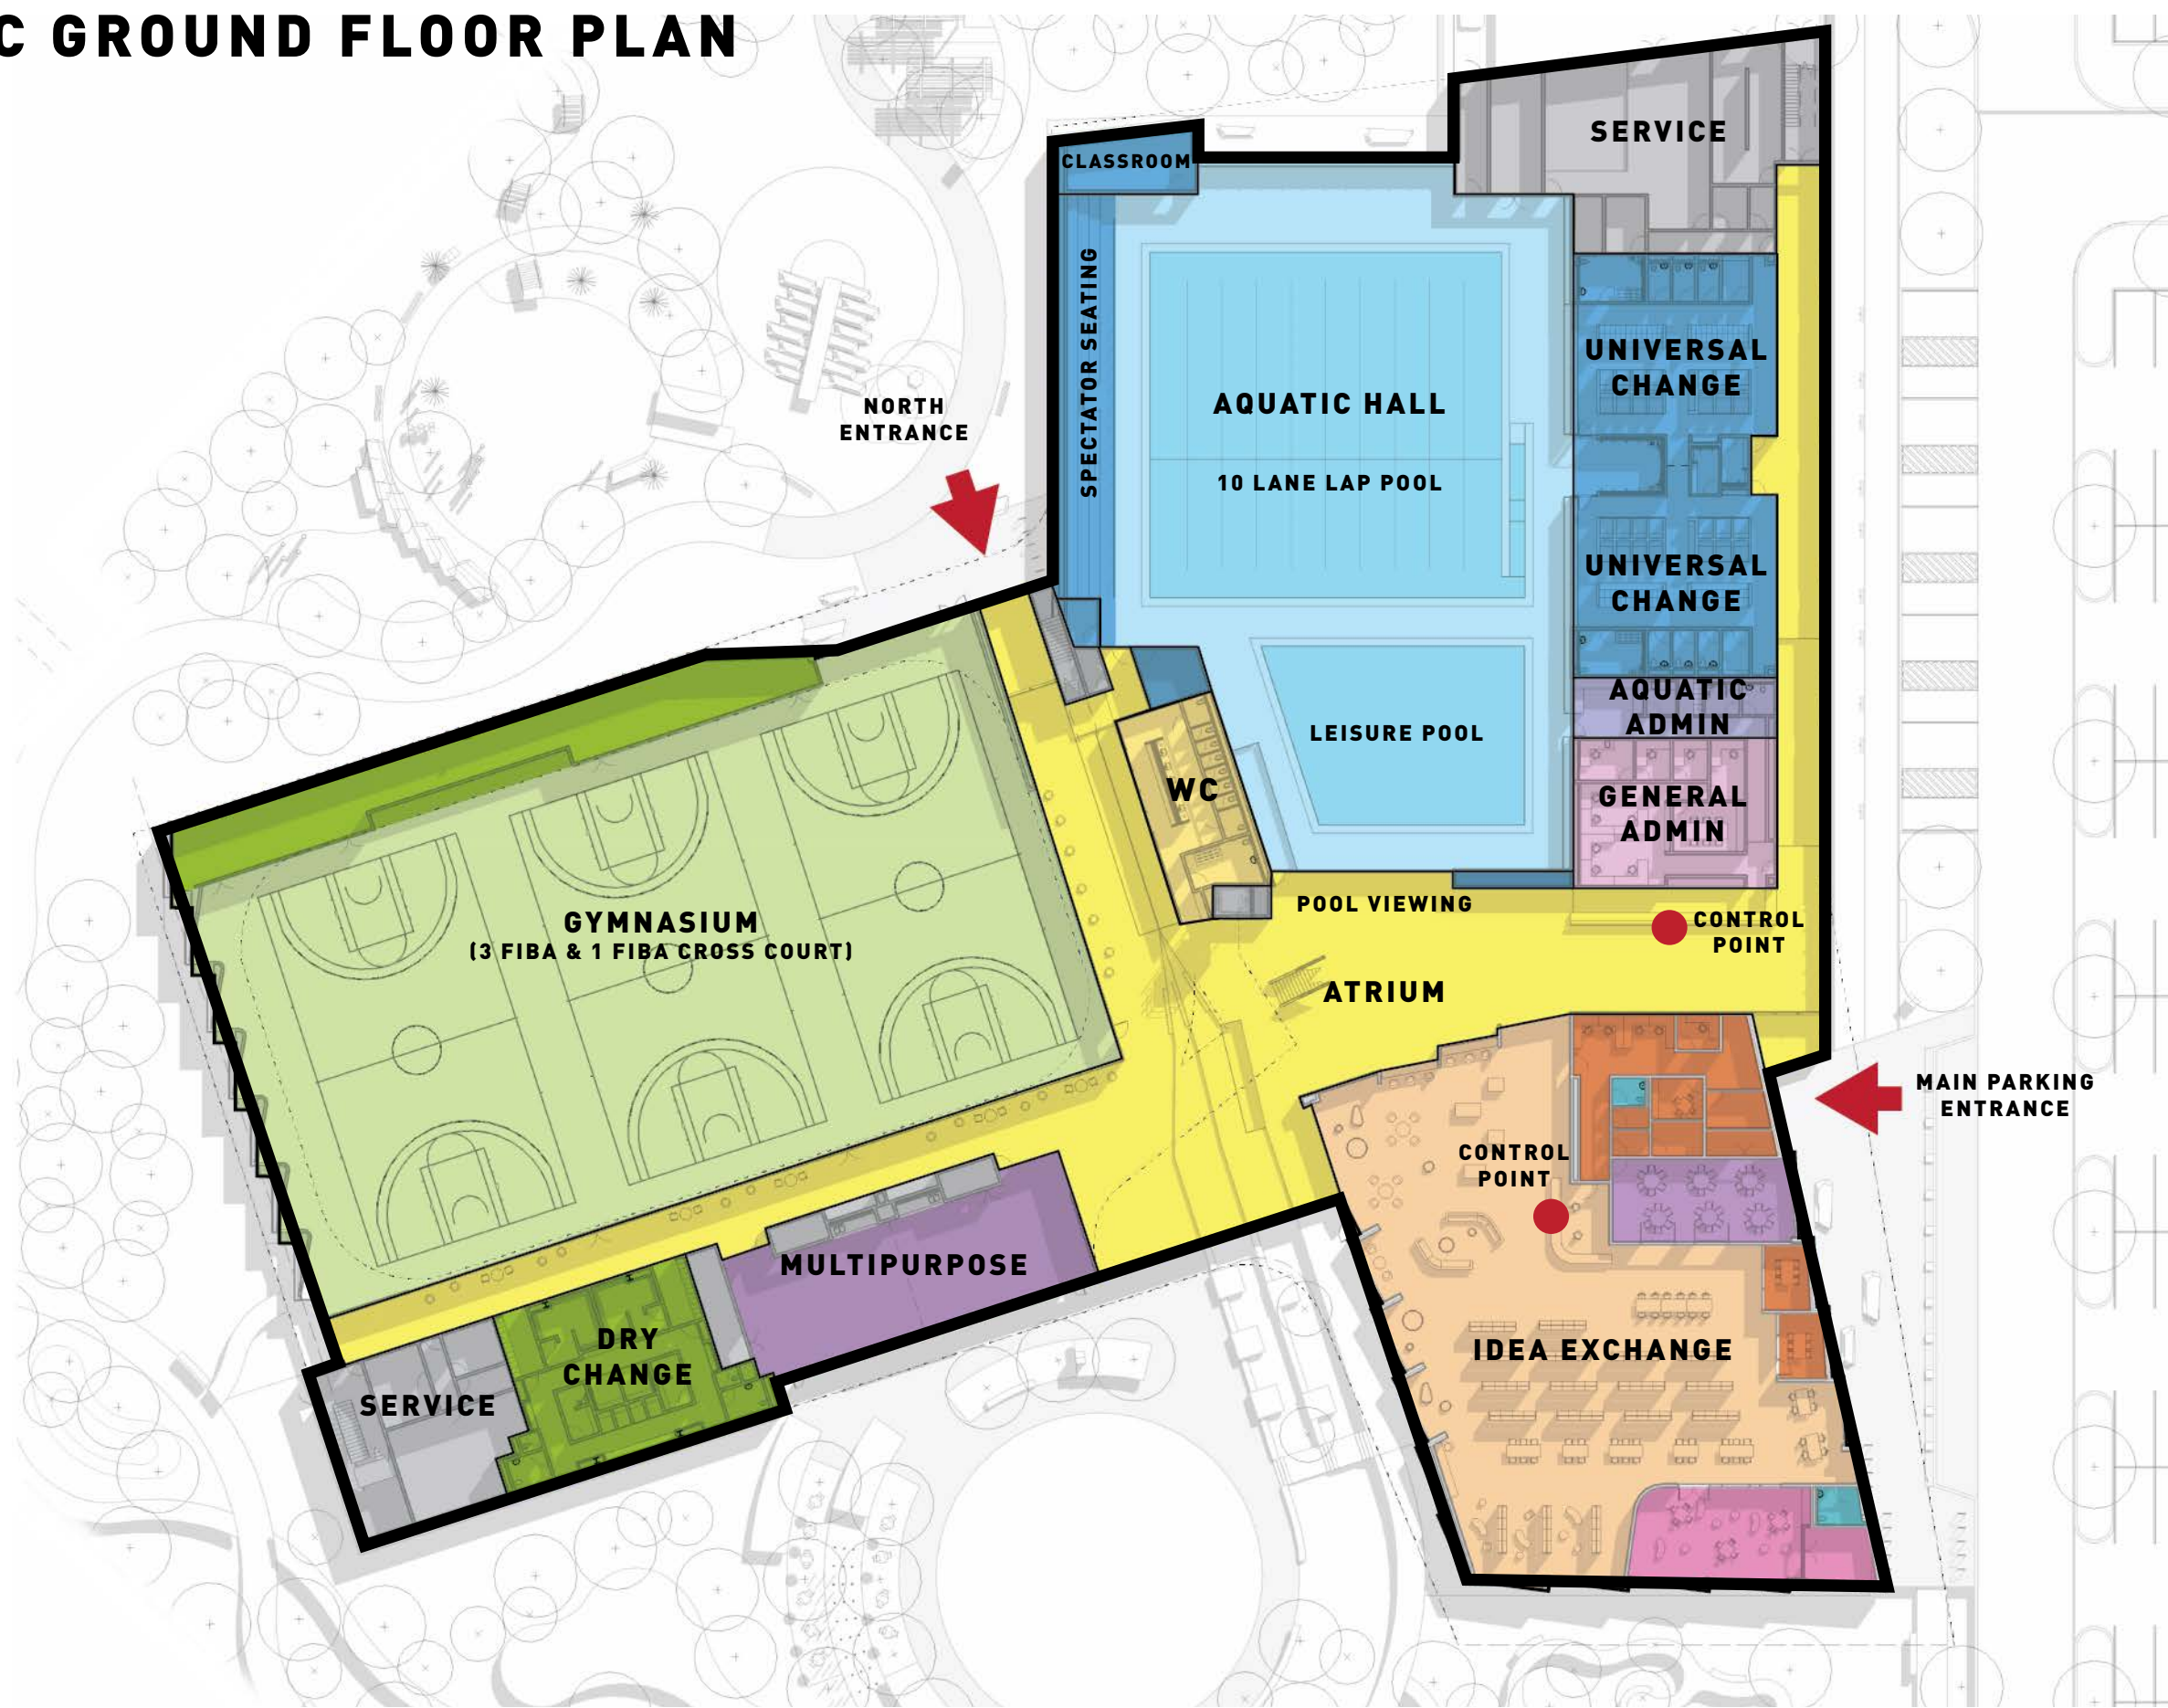 C GROUND FLOOR PLAN
SERVICE
CLASSROOM
SPECTATOR SEATING
UNIVERSAL
CHANGE
AQUATIC HALL
NORTH
ENTRANCE
10 LANE LAP POOL
UNIVERSAL
CHANGE
AQUATIC
ADMIN
LEISURE POOL
WC
GENERAL
ADMIN
POOL VIEWING
CONTROL
POINT
GYMNASIUM
(3 FIBA & 1 FIBA CROSS COURT)
ATRIUM
MAIN PARKING
ENTRANCE
CONTROL
POINT
MULTIPURPOSE
DRY
CHANGE
IDEA EXCHANGE
SERVICE